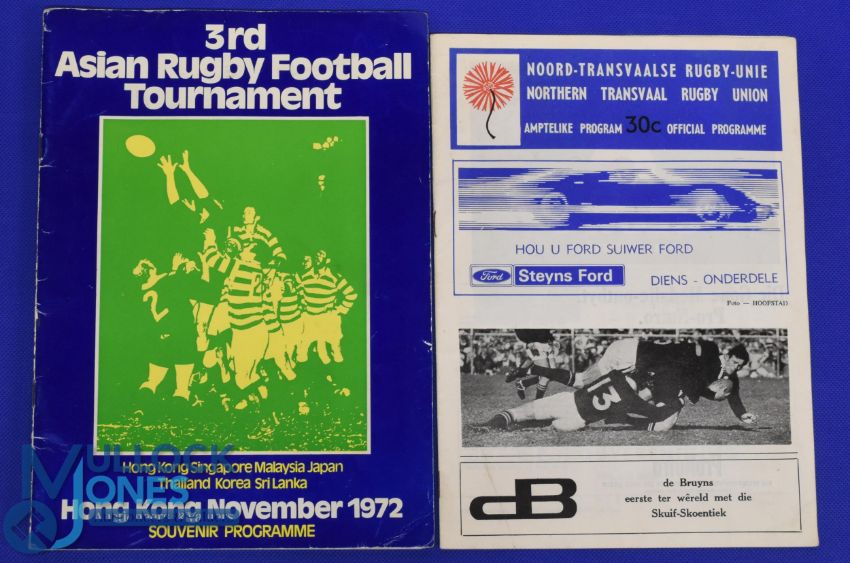 3rd
Asian Rugby Football
Tournament
2
2
Hong Kong Singapore Malaysia Japan
Thailand Korea Sri Lanka
Hong Kong November 1972
SOUVENIR PROGRAMME
MULLOCK
JONES
NOORD-TRANSVAALSE RUGBY-UNIE
NORTHERN TRANSVAAL RUGBY UNION
AMPTELIKE PROGRAM 30c OFFICIAL PROGRAMME
HOU U FORD SUIWER FORD
Ford Steyns Ford
DIENS - ONDERDELE
Foto — HOOFSTAD
13
dB
de Bruyns
eerste ter wêreld met die
Skuif-Skoentiek